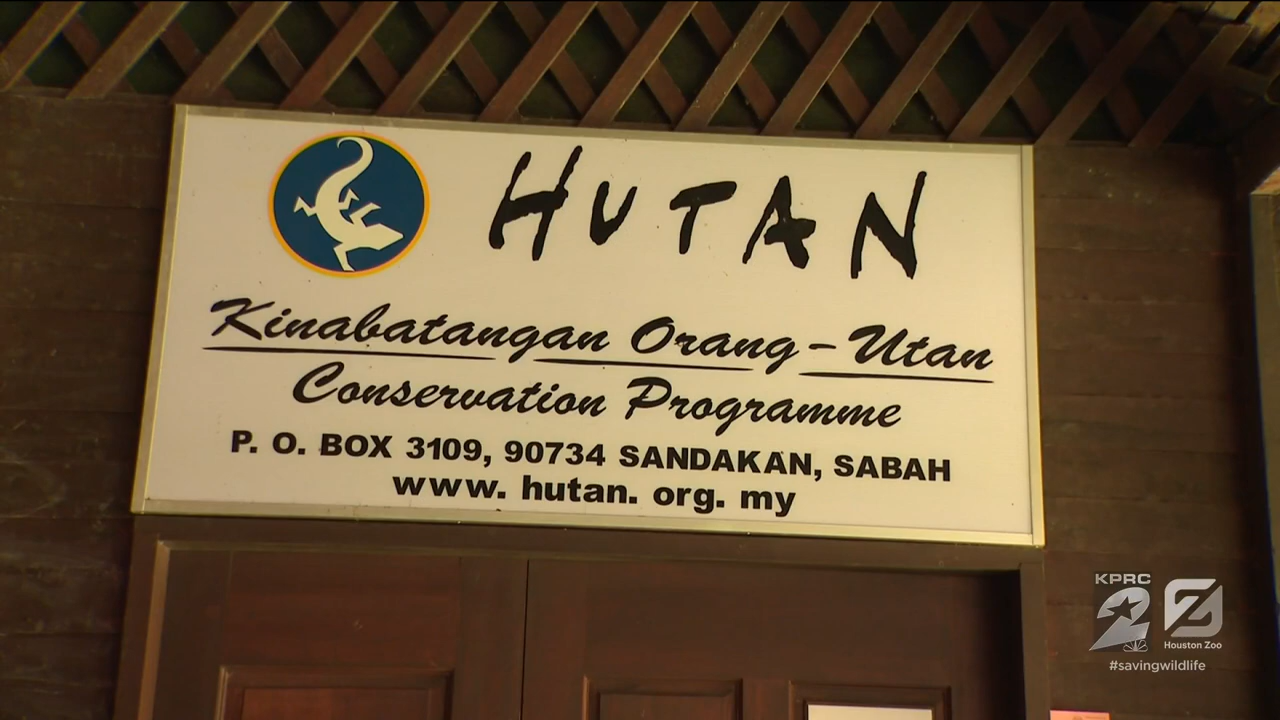 HUTAN
Kinabatangan Orang-Utan
Conservation Programme
P. O. BOX 3109, 90734 SANDAKAN, SABAH
www. hutan. org. my
KPRC
2
Houston Zoo
#savingwildlife